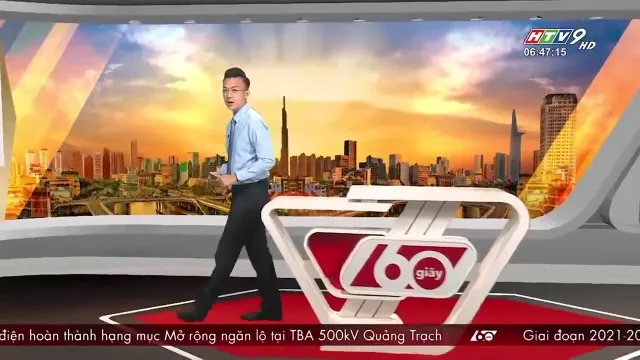 HTV9 HD
06:47:15
60 giây
điện hoàn thành hạng mục Mở rộng ngăn lộ tại TBA 500kV Quảng Trạch 60 Giai đoạn 2021-20